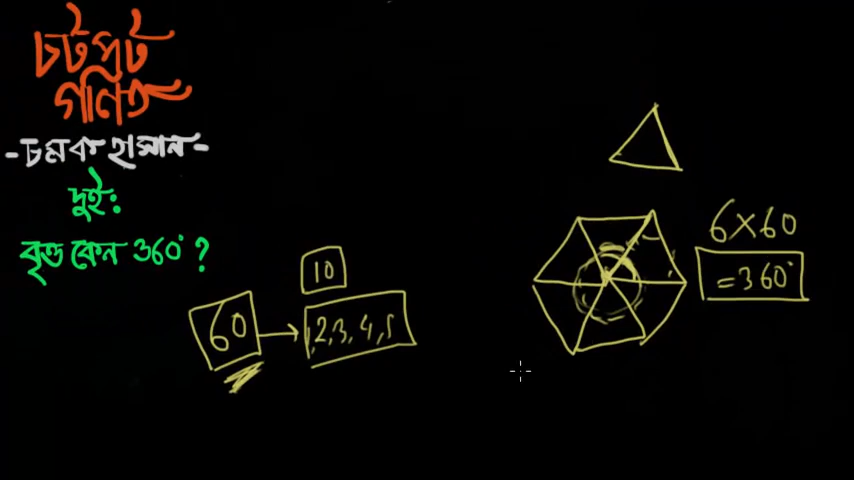 চটপট
গণিত
-চমক হাসান-
দুই:
বৃত্ত কেন 360° ?
10
60 → 1,2,3,4,5
6×60
=360°